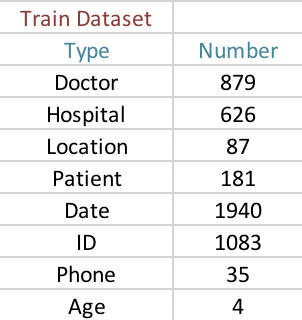 Train Dataset
Type Number
Doctor 879
Hospital 626
Location 87
Patient 181
Date 1940
ID 1083
Phone 35
Age 4